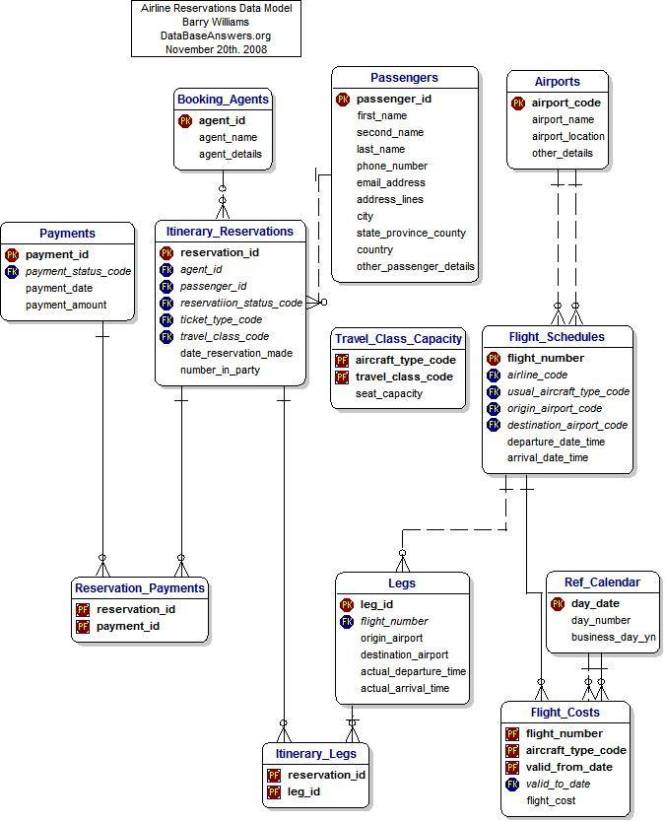 Airline Reservations Data Model
Barry Williams
DataBaseAnswers.org
November 20th. 2008
Booking_Agents
PK agent_id
agent_name
agent_details
Passengers
PK passenger_id
first_name
second_name
last_name
phone_number
email_address
address_lines
city
state_province_county
country
other_passenger_details
Airports
PK airport_code
airport_name
airport_location
other_details
Payments
PK payment_id
FK payment_status_code
payment_date
payment_amount
Itinerary_Reservations
PK reservation_id
FK agent_id
FK passenger_id
FK reservatiion_status_code
FK ticket_type_code
FK travel_class_code
date_reservation_made
number_in_party
Travel_Class_Capacity
PF aircraft_type_code
PF travel_class_code
seat_capacity
Flight_Schedules
PK flight_number
FK airline_code
FK usual_aircraft_type_code
FK origin_airport_code
FK destination_airport_code
departure_date_time
arrival_date_time
Reservation_Payments
PF reservation_id
PF payment_id
Legs
PK leg_id
FK flight_number
origin_airport
destination_airport
actual_departure_time
actual_arrival_time
Ref_Calendar
PK day_date
day_number
business_day_yn
Itinerary_Legs
PF reservation_id
PF leg_id
Flight_Costs
PF flight_number
PF aircraft_type_code
PF valid_from_date
FK valid_to_date
flight_cost